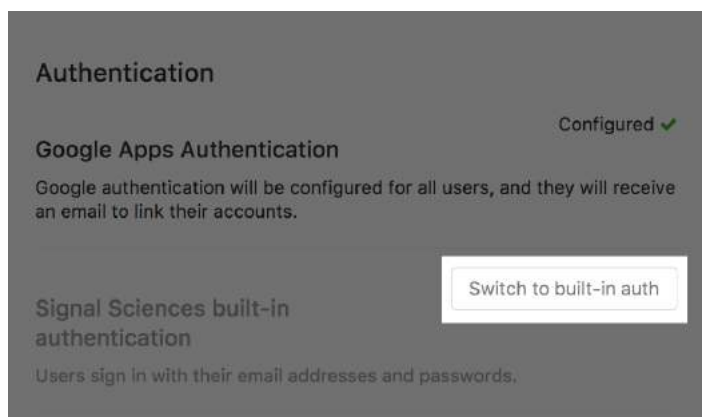 Authentication
Configured ✔
Google Apps Authentication
Google authentication will be configured for all users, and they will receive
an email to link their accounts.
Switch to built-in auth
Signal Sciences built-in
authentication
Users sign in with their email addresses and passwords.